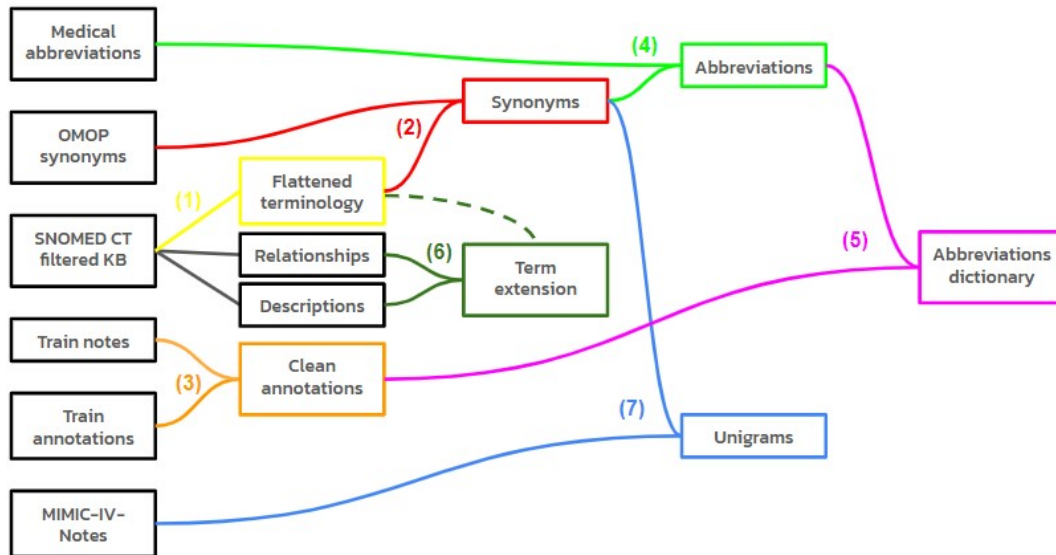 Medical
abbreviations
(4)
Abbreviations
Synonyms
OMOP
synonyms
(2)
(1)
Flattened
terminology
SNOMED CT
filtered KB
Relationships
(6)
Term
extension
Descriptions
(5)
Abbreviations
dictionary
Train notes
(3)
Clean
annotations
Train
annotations
(7)
Unigrams
MIMIC-IV-
Notes